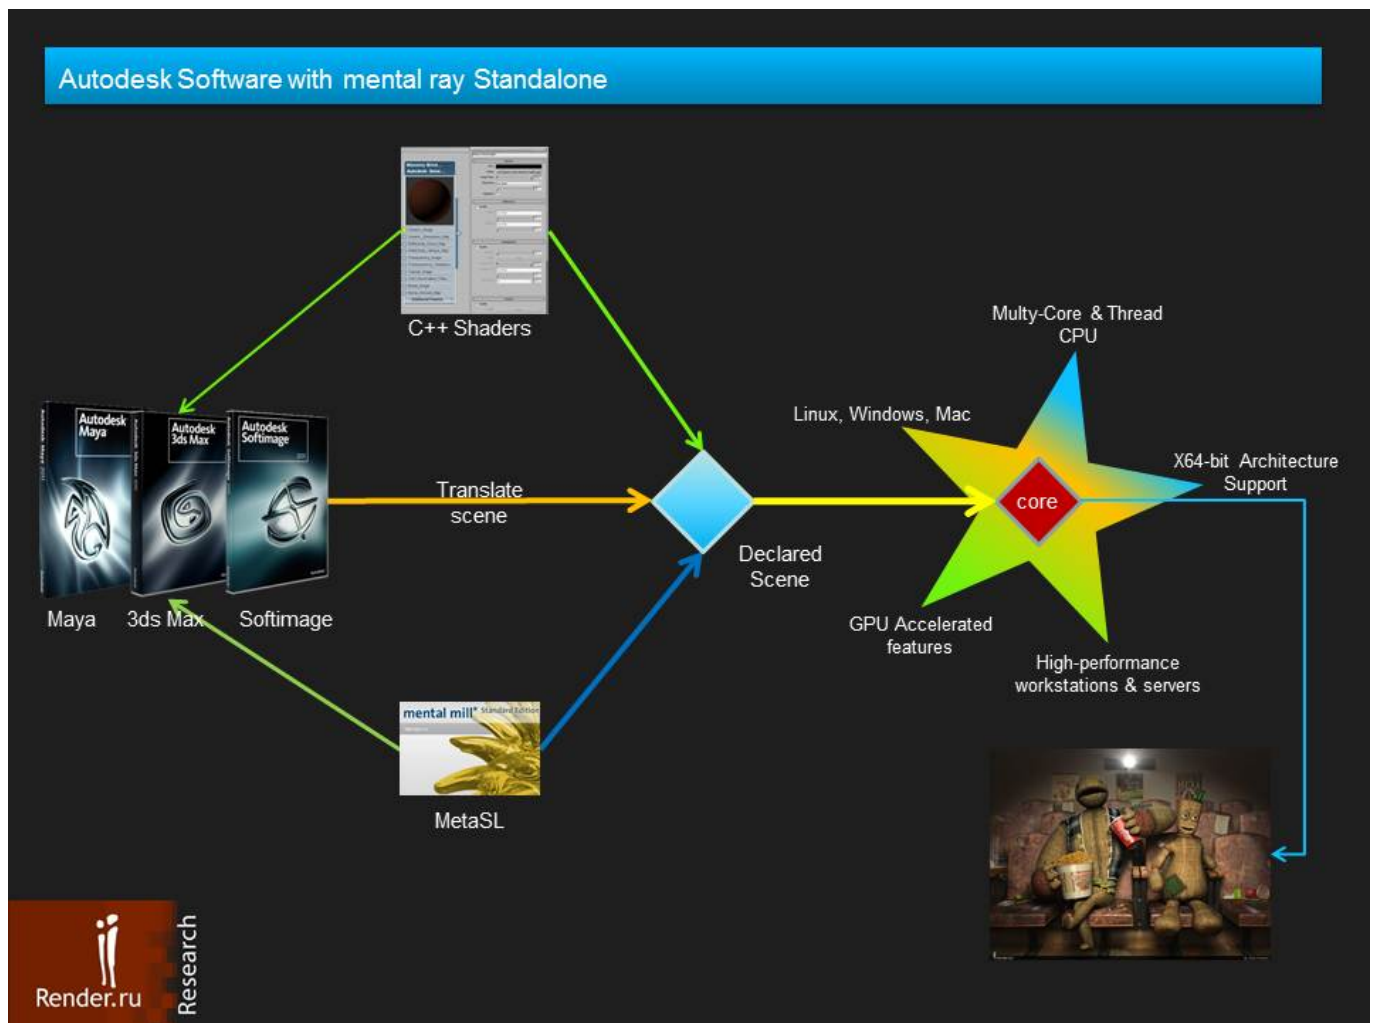 Autodesk Software with mental ray Standalone
C++ Shaders
Multy-Core & Thread
CPU
Linux, Windows, Mac
X64-bit Architecture
Support
Autodesk
Maya
Autodesk
3ds Max
Autodesk
Softimage
Translate
scene
core
Declared
Scene
Maya
3ds Max
Softimage
GPU Accelerated
features
High-performance
workstations & servers
mental mill® Standard Edition
MetaSL
Render.ru
Research